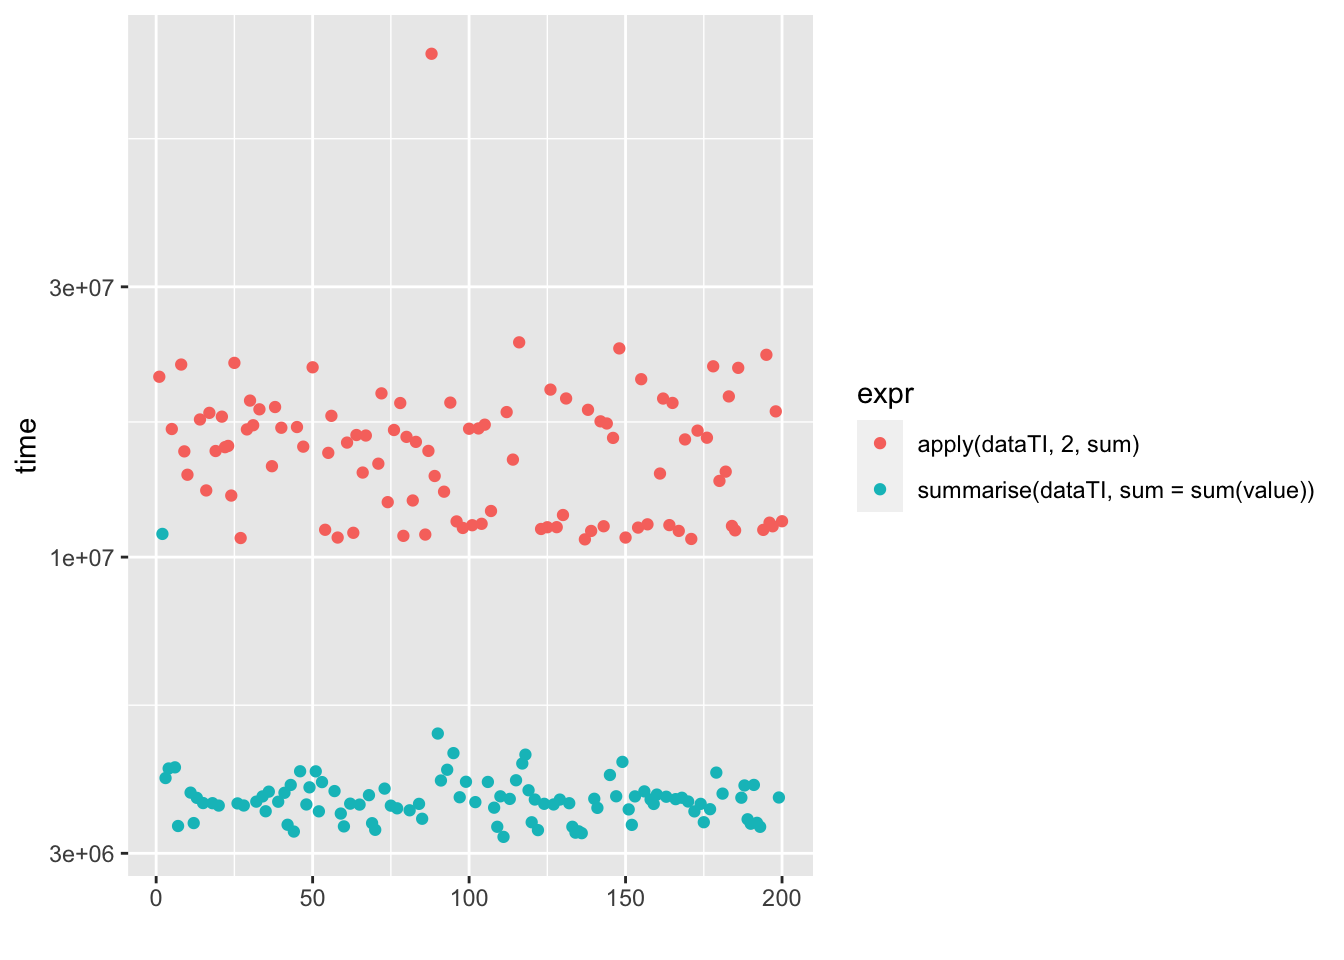 time
3e+07
1e+07
3e+06
0 50 100 150 200
expr
apply(dataTI, 2, sum)
summarise(dataTI, sum = sum(value))